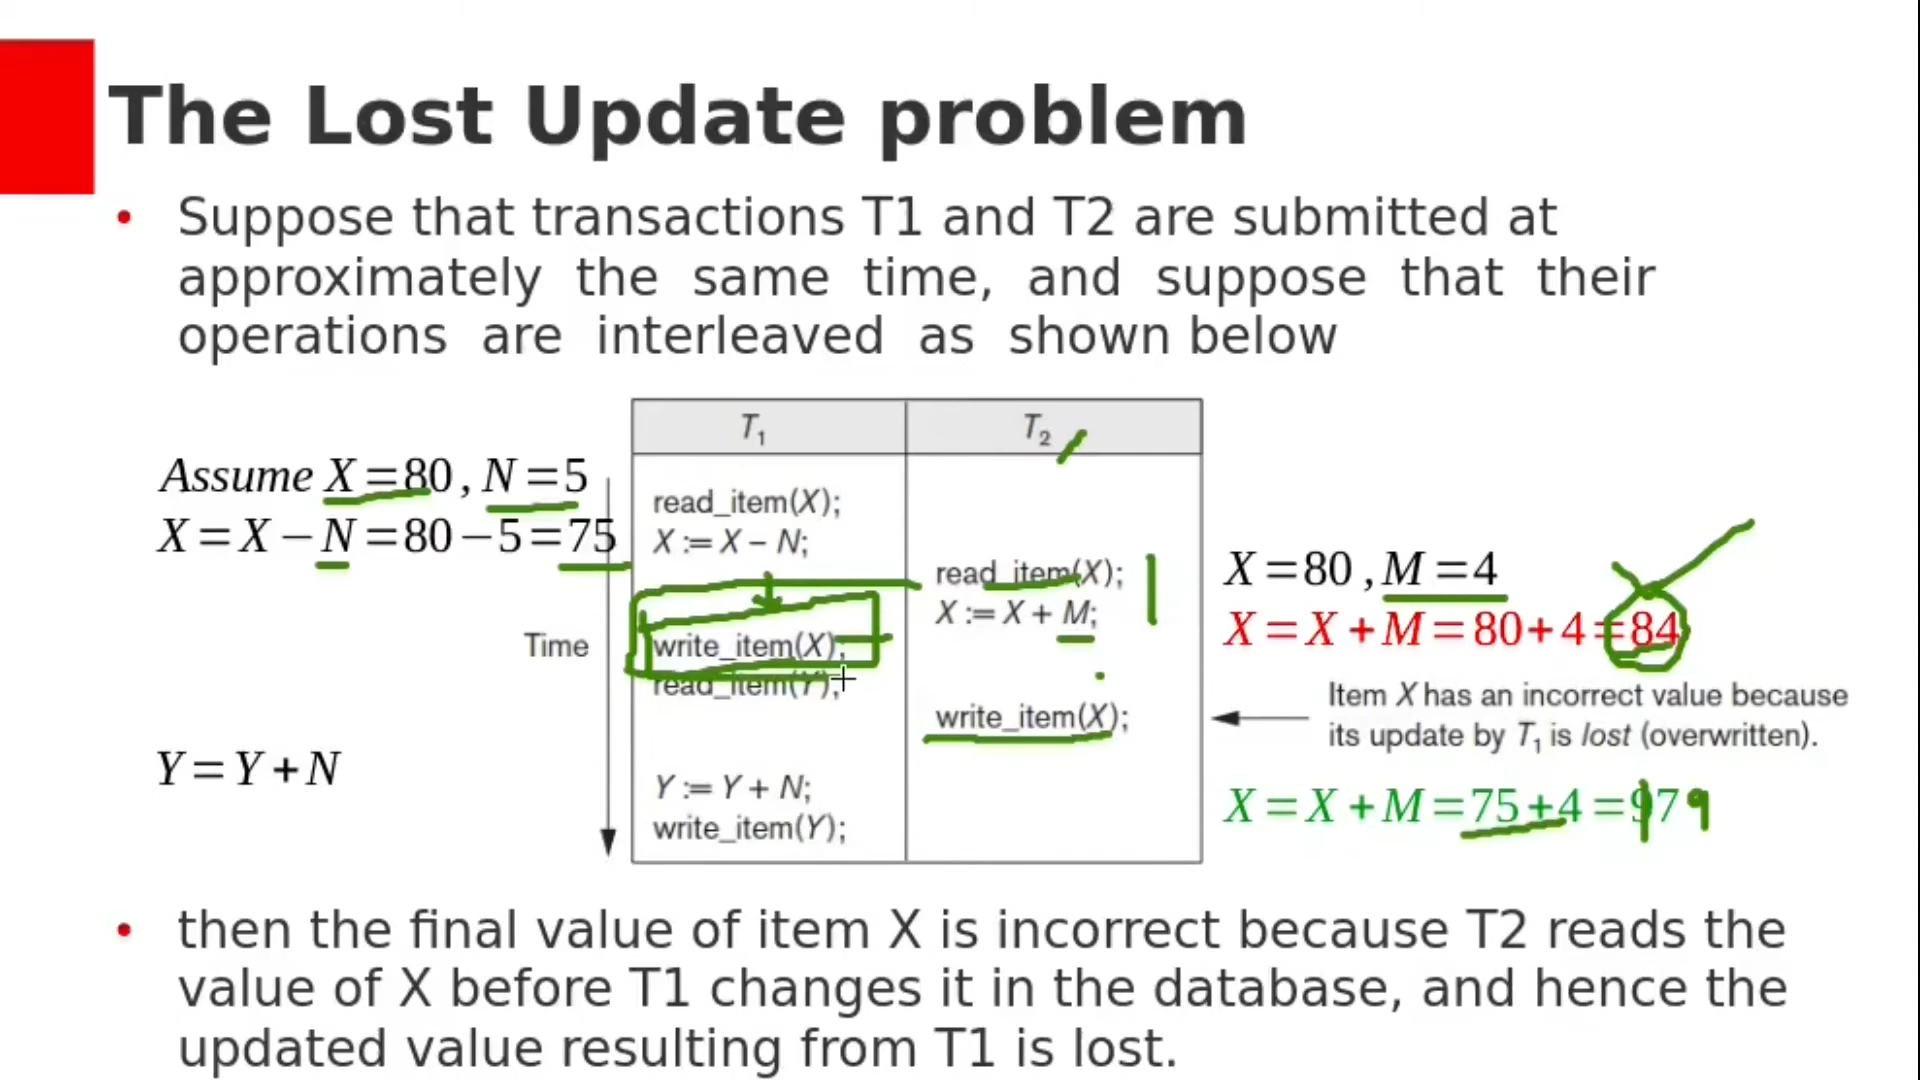 The Lost Update problem
• Suppose that transactions T1 and T2 are submitted at
approximately the same time, and suppose that their
operations are interleaved as shown below
Assume X=80, N=5
X=X−N=80−5=75
Time
Y=Y+N
T1 T2
read_item(X);
X := X – N;
read_item(X);
X := X + M;
write_item(X);
read_item(Y);
write_item(X);
Y := Y + N;
write_item(Y);
X=80, M=4
X=X+M=80+4=84
Item X has an incorrect value because
its update by T1 is lost (overwritten).
X=X+M=75+4=97 9
• then the final value of item X is incorrect because T2 reads the
value of X before T1 changes it in the database, and hence the
updated value resulting from T1 is lost.